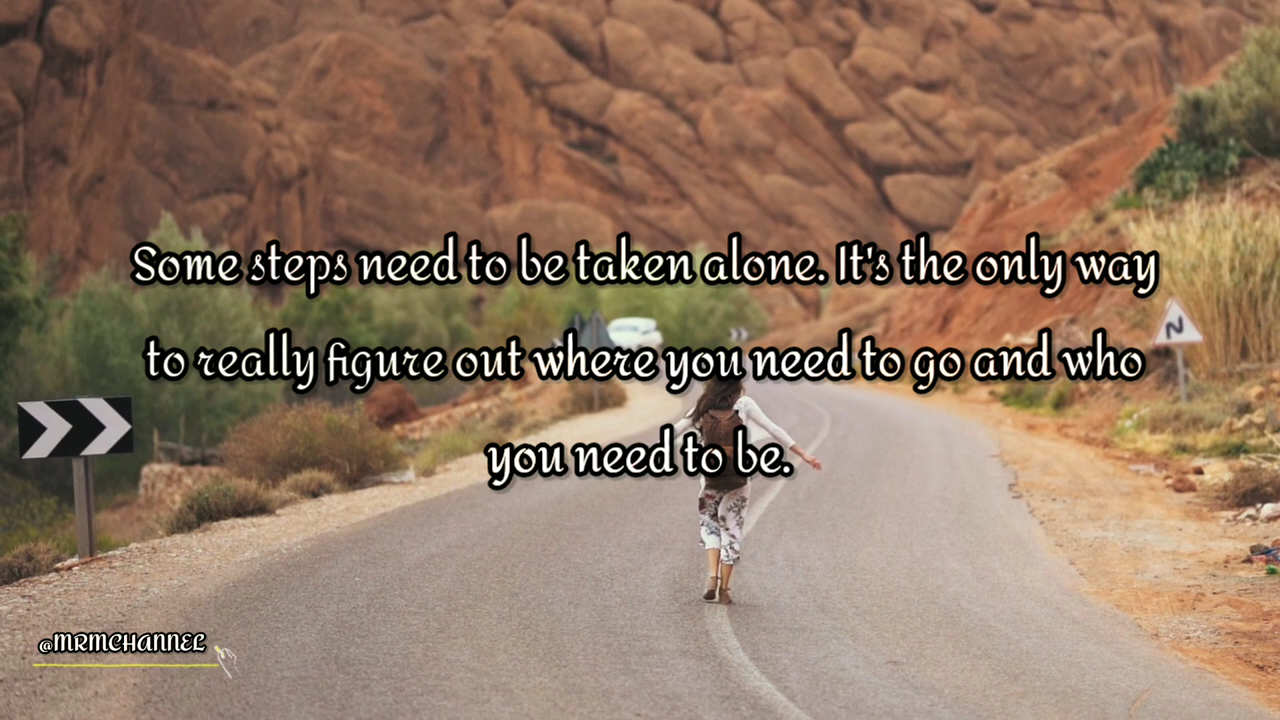 Some steps need to be taken alone. It's the only way
to really figure out where you need to go and who
you need to be.
@MRMCHANNEL